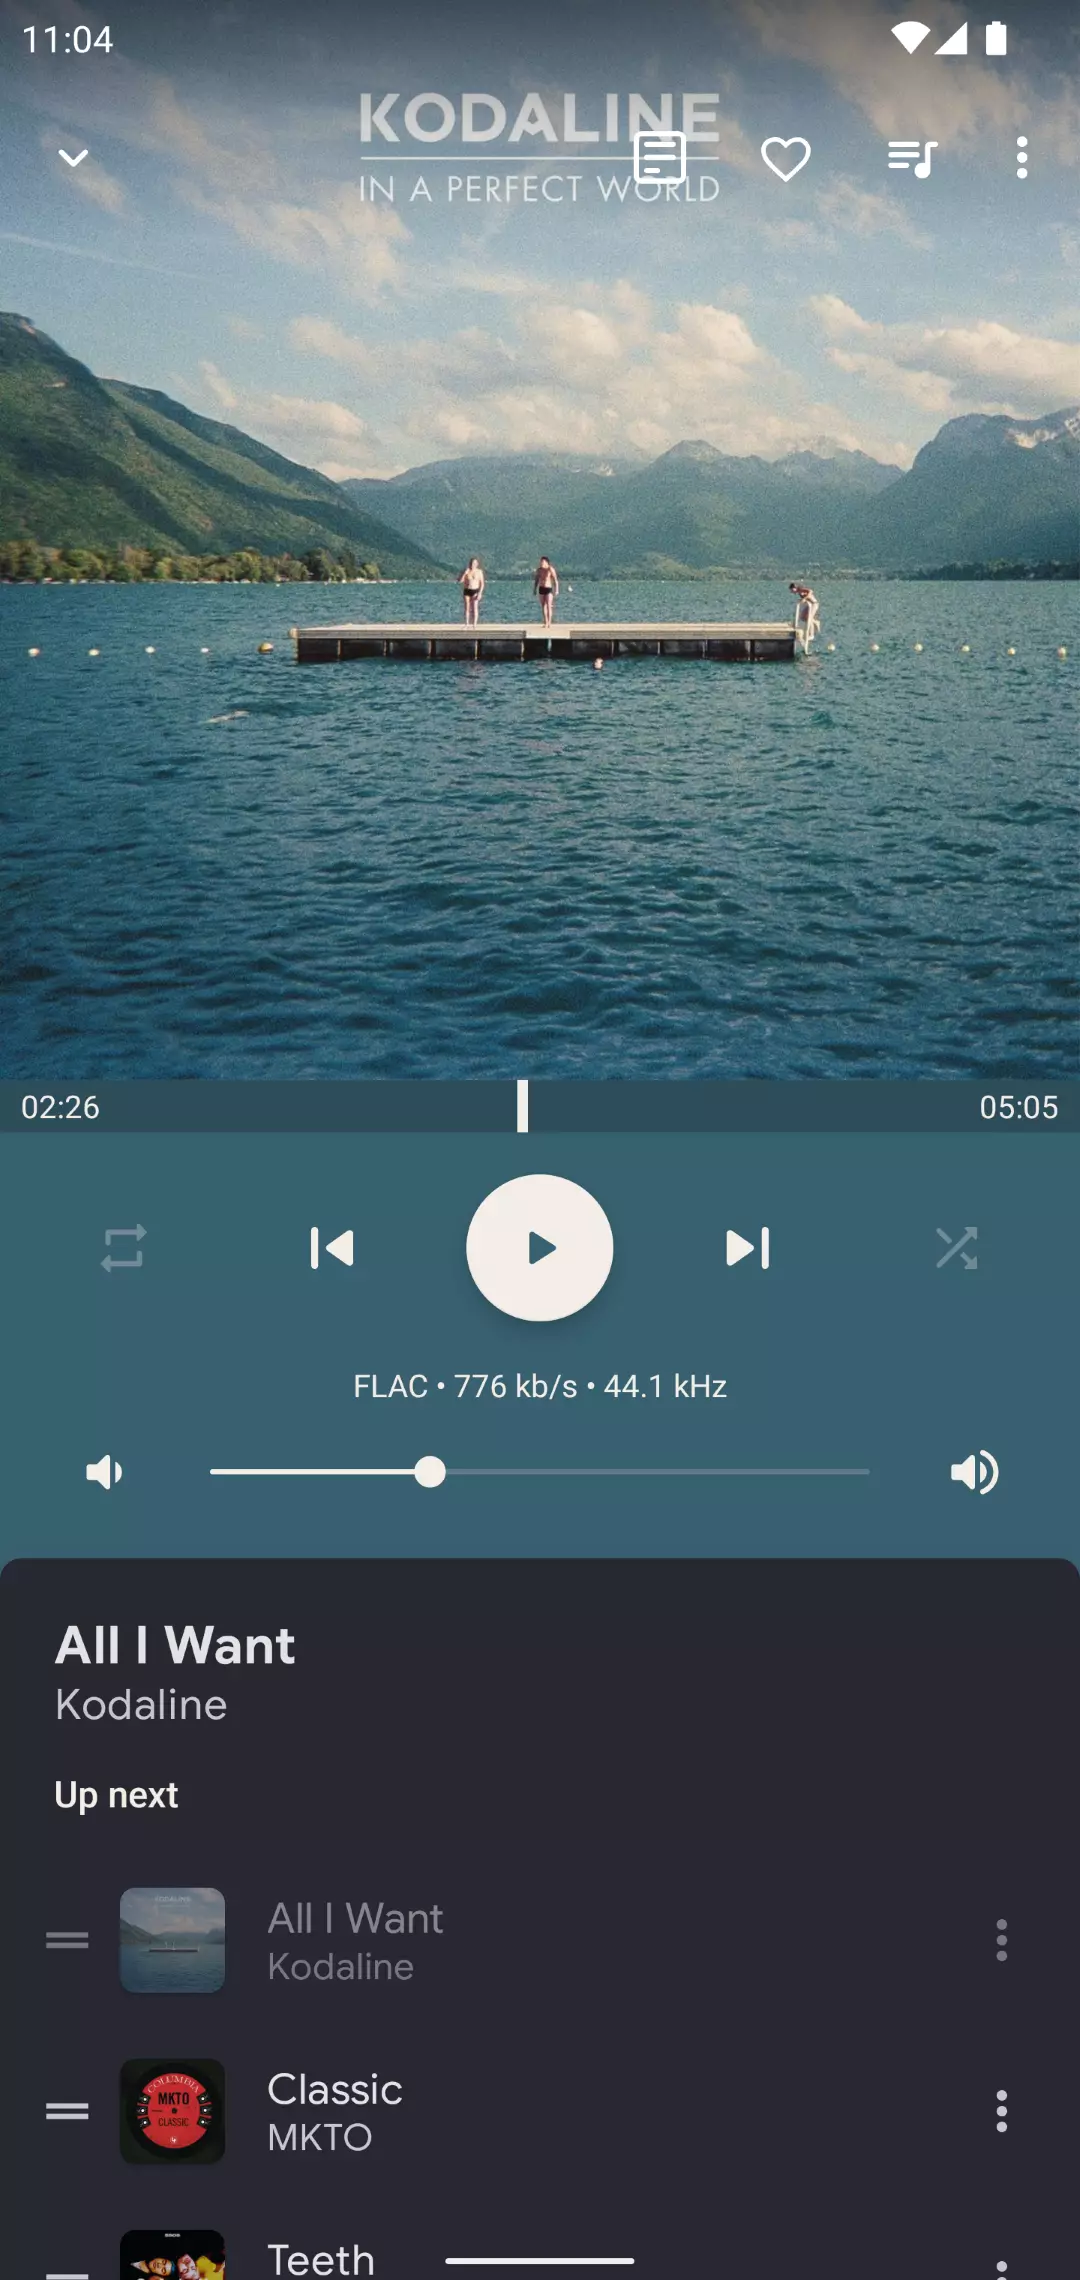 11:04
KODALINE
IN A PERFECT WORLD
02:26
05:05
FLAC • 776 kb/s • 44.1 kHz
All I Want
Kodaline
Up next
All I Want
Kodaline
COLUMBIA
MKTO
CLASSIC
Classic
MKTO
Teeth